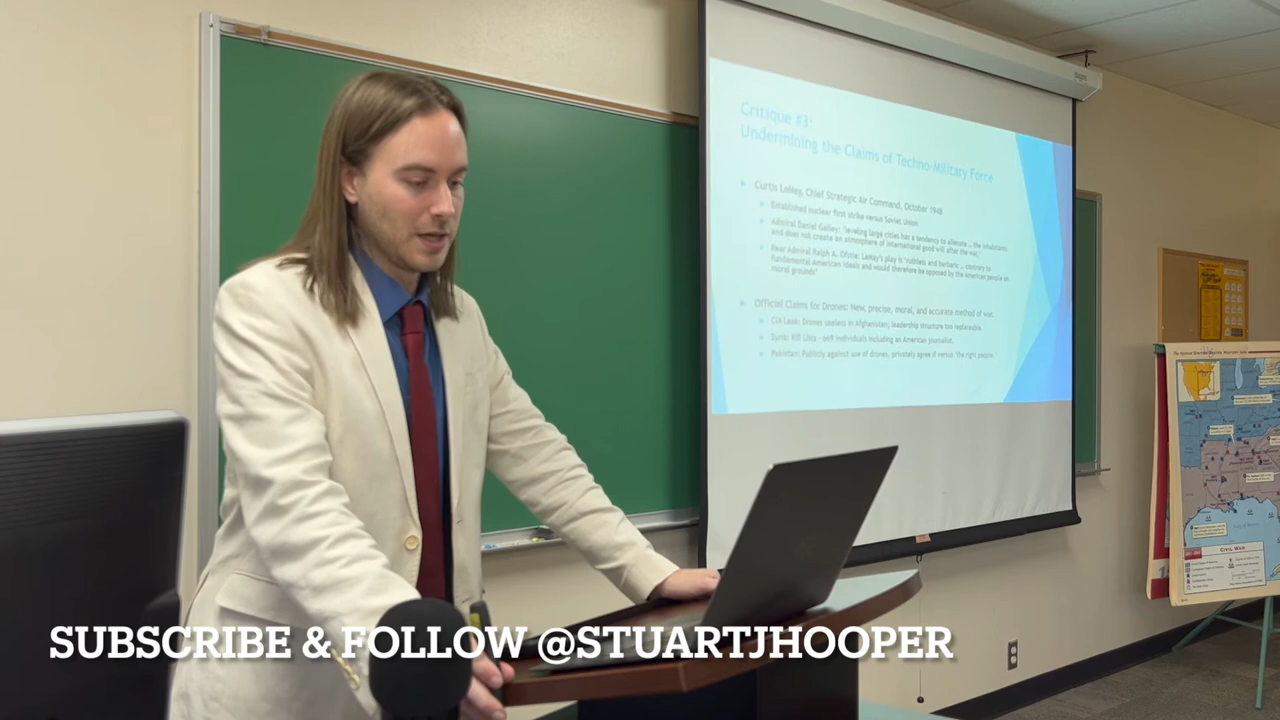 Critique #3:
Undermining the Claims of Techno-Military Force
Curtis LeMay, Chief Strategic Air Command, October 1948
Established nuclear first strike versus Soviet Union
Admiral Daniel Galley: "leveling large cities has a tendency to alienate … the inhabitants
and does not create an atmosphere of international good will after the war."
Rear Admiral Ralph A. Ofstie: LeMay's play is "ruthless and barbaric … contrary to
fundamental American ideals and would therefore be opposed by the American people on
moral grounds"
Official Claims for Drones: New, precise, moral, and accurate method of war.
CIA Leak: Drones useless in Afghanistan; leadership structure too replaceable.
Syria: Kill Lists - 669 individuals including an American journalist.
Pakistan: Publicly against use of drones, privately agree if versus "the right people."
CIVIL WAR
SUBSCRIBE & FOLLOW @STUARTJHOOPER